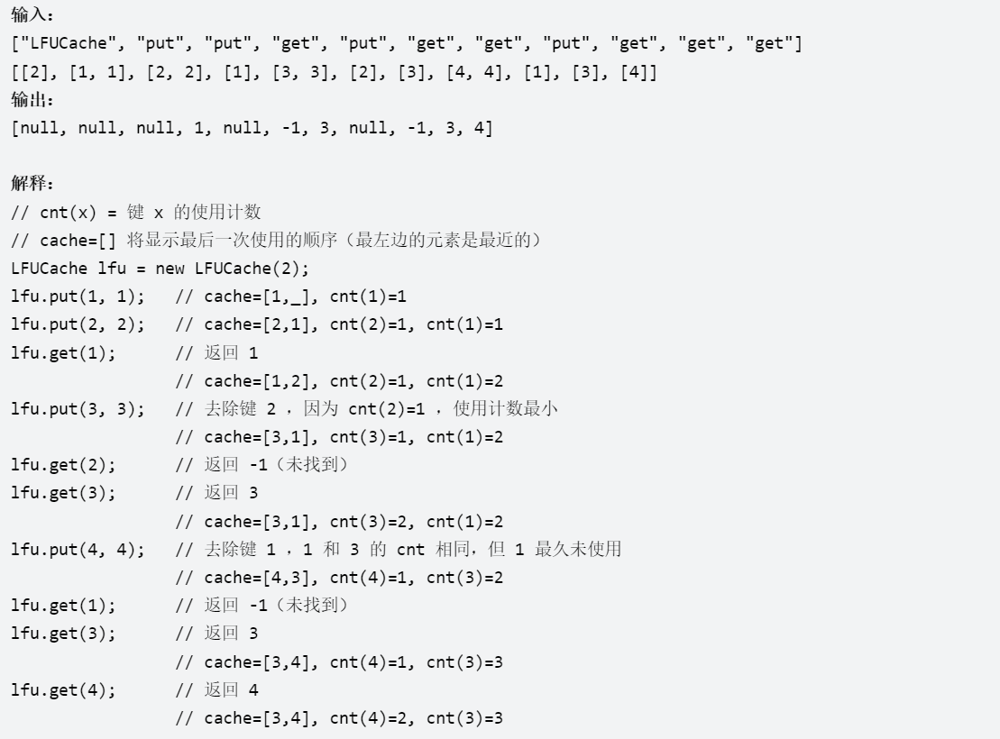 输入：
["LFUCache", "put", "put", "get", "put", "get", "get", "put", "get", "get", "get"]
[[2], [1, 1], [2, 2], [1], [3, 3], [2], [3], [4, 4], [1], [3], [4]]
输出：
[null, null, null, 1, null, -1, 3, null, -1, 3, 4]
解释：
// cnt(x) = 键 x 的使用计数
// cache=[] 将显示最后一次使用的顺序（最左边的元素是最近的）
LFUCache lfu = new LFUCache(2);
lfu.put(1, 1);   // cache=[1,_], cnt(1)=1
lfu.put(2, 2);   // cache=[2,1], cnt(2)=1, cnt(1)=1
lfu.get(1);      // 返回 1
                 // cache=[1,2], cnt(2)=1, cnt(1)=2
lfu.put(3, 3);   // 去除键 2 ，因为 cnt(2)=1 ，使用计数最小
                 // cache=[3,1], cnt(3)=1, cnt(1)=2
lfu.get(2);      // 返回 -1（未找到）
lfu.get(3);      // 返回 3
                 // cache=[3,1], cnt(3)=2, cnt(1)=2
lfu.put(4, 4);   // 去除键 1 ，1 和 3 的 cnt 相同，但 1 最久未使用
                 // cache=[4,3], cnt(4)=1, cnt(3)=2
lfu.get(1);      // 返回 -1（未找到）
lfu.get(3);      // 返回 3
                 // cache=[3,4], cnt(4)=1, cnt(3)=3
lfu.get(4);      // 返回 4
                 // cache=[3,4], cnt(4)=2, cnt(3)=3